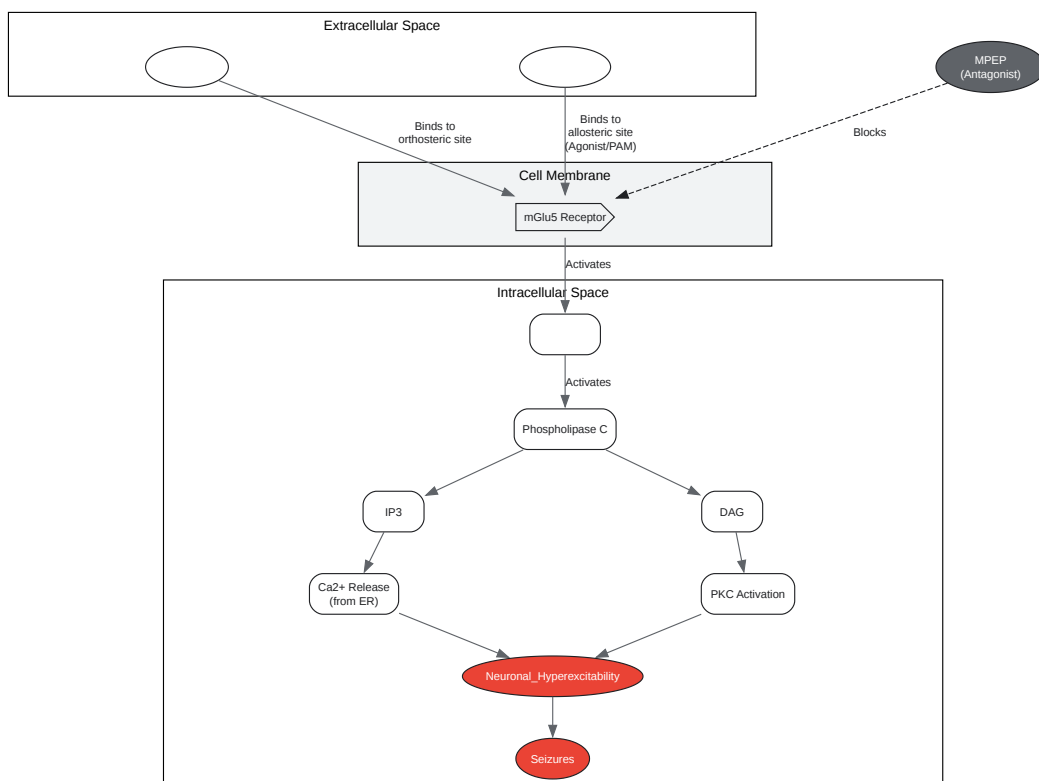 Extracellular Space
MPEP
(Antagonist)
Binds to
orthosteric site
Binds to
allosteric site
(Agonist/PAM)
Blocks
Cell Membrane
mGlu5 Receptor
Activates
Intracellular Space
Activates
Phospholipase C
IP3
DAG
Ca2+ Release
(from ER)
PKC Activation
Neuronal_Hyperexcitability
Seizures